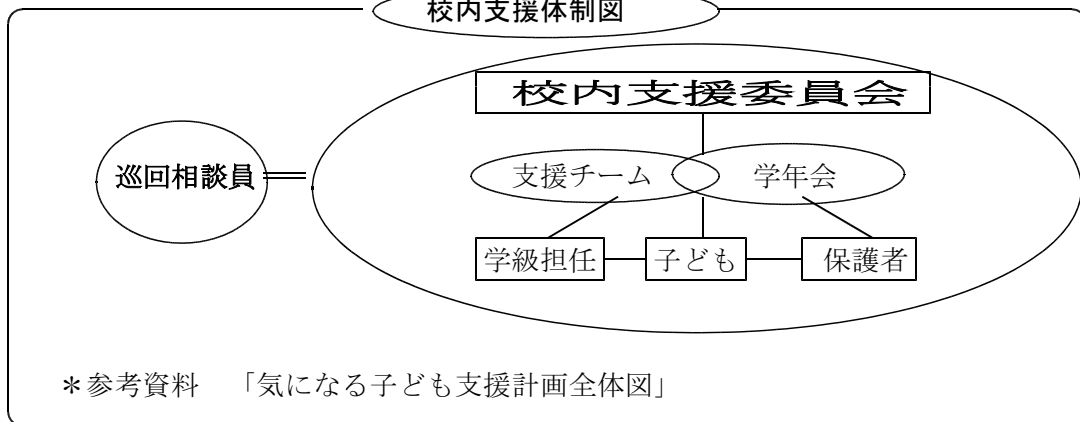 校内支援体制図
校内支援委員会
巡回相談員
支援チーム
学年会
学級担任
子ども
保護者
＊参考資料　「気になる子ども支援計画全体図」